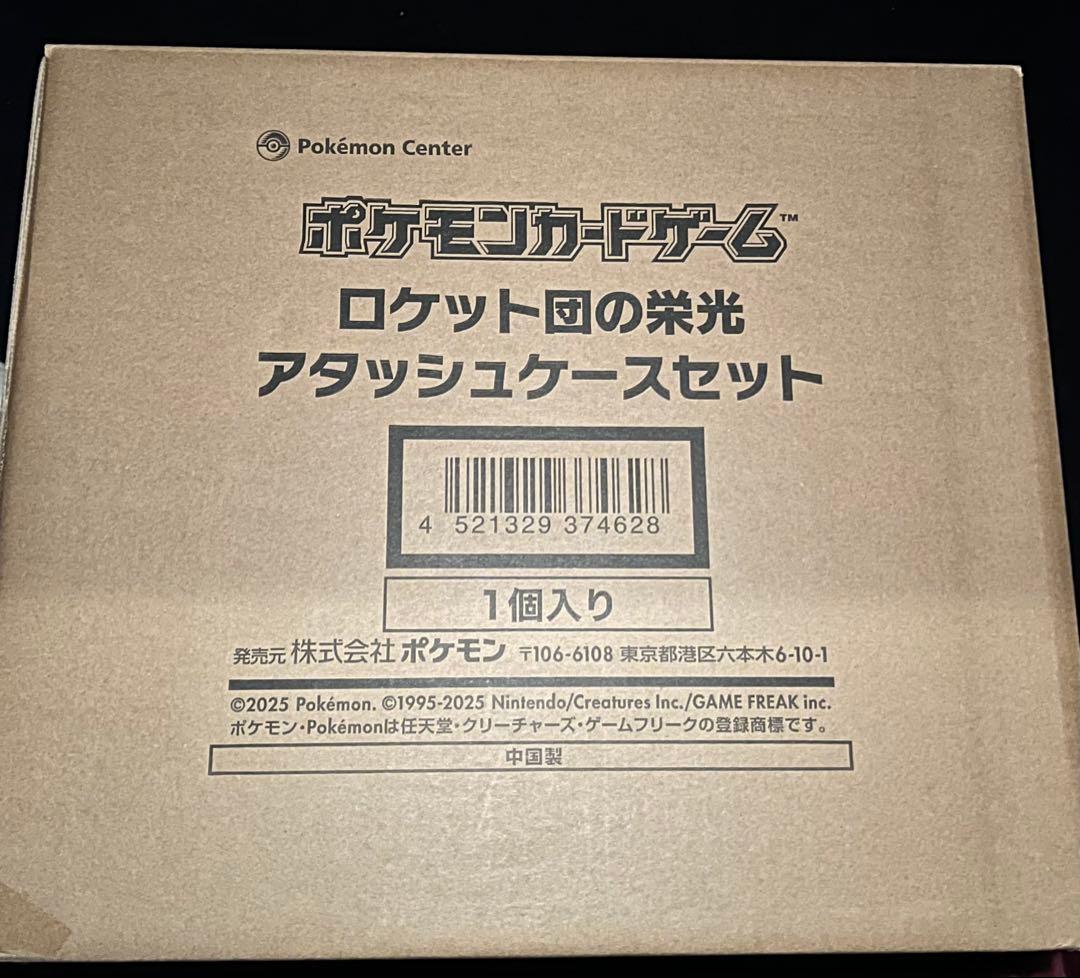 Pokémon Center
ポケモンカードゲーム™
ロケット団の栄光
アタッシュケースセット
4 521329 374628
1個入り
発売元 株式会社ポケモン 〒106-6108 東京都港区六本木6-10-1
©2025 Pokémon. ©1995-2025 Nintendo/Creatures Inc./GAME FREAK inc.
ポケモン・Pokémonは任天堂・クリーチャーズ・ゲームフリークの登録商標です。
中国製